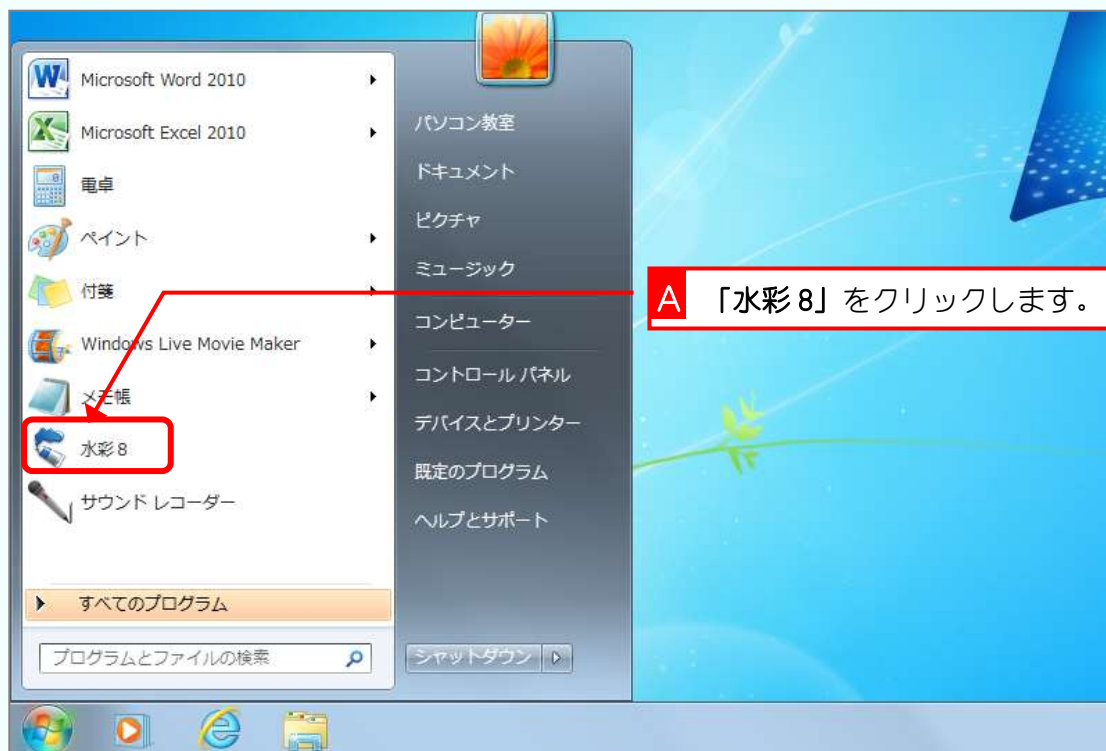 Microsoft Word 2010
Microsoft Excel 2010
電卓
ペイント
付箋
Windows Live Movie Maker
メモ帳
水彩8
サウンド レコーダー
すべてのプログラム
プログラムとファイルの検索
パソコン教室
ドキュメント
ピクチャ
ミュージック
コンピューター
コントロール パネル
デバイスとプリンター
既定のプログラム
ヘルプとサポート
シャットダウン
A 「水彩8」をクリックします。